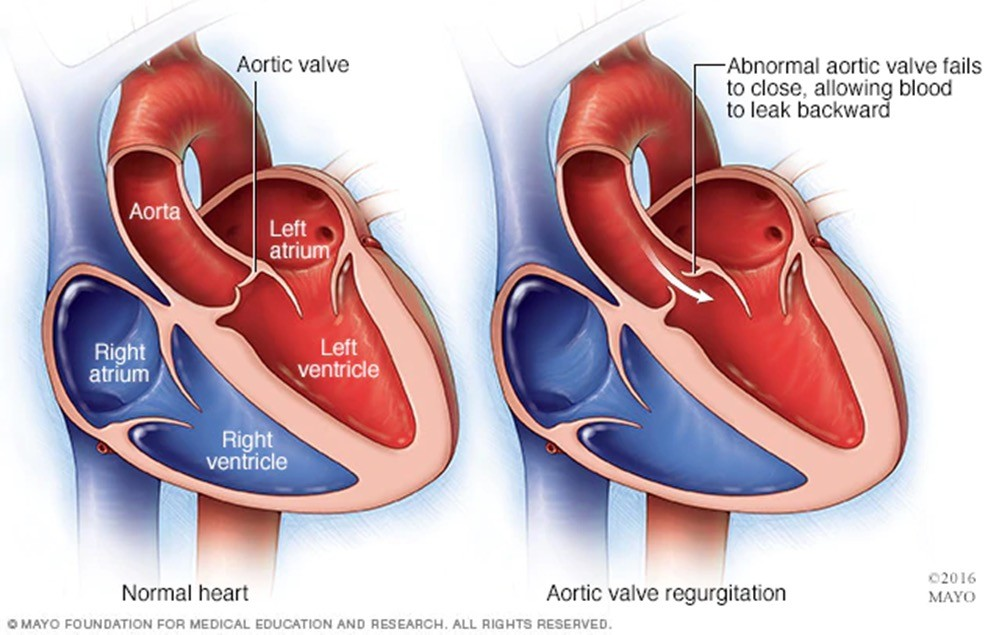 Aortic valve
Aorta
Left
atrium
Right
atrium
Left
ventricle
Right
ventricle
Normal heart
Abnormal aortic valve fails
to close, allowing blood
to leak backward
Aortic valve regurgitation
©2016
MAYO
© MAYO FOUNDATION FOR MEDICAL EDUCATION AND RESEARCH. ALL RIGHTS RESERVED.